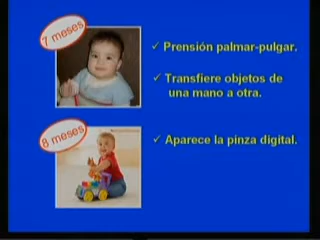 7 meses
✓ Prensión palmar-pulgar.
✓ Transfiere objetos de
una mano a otra.
8 meses
✓ Aparece la pinza digital.